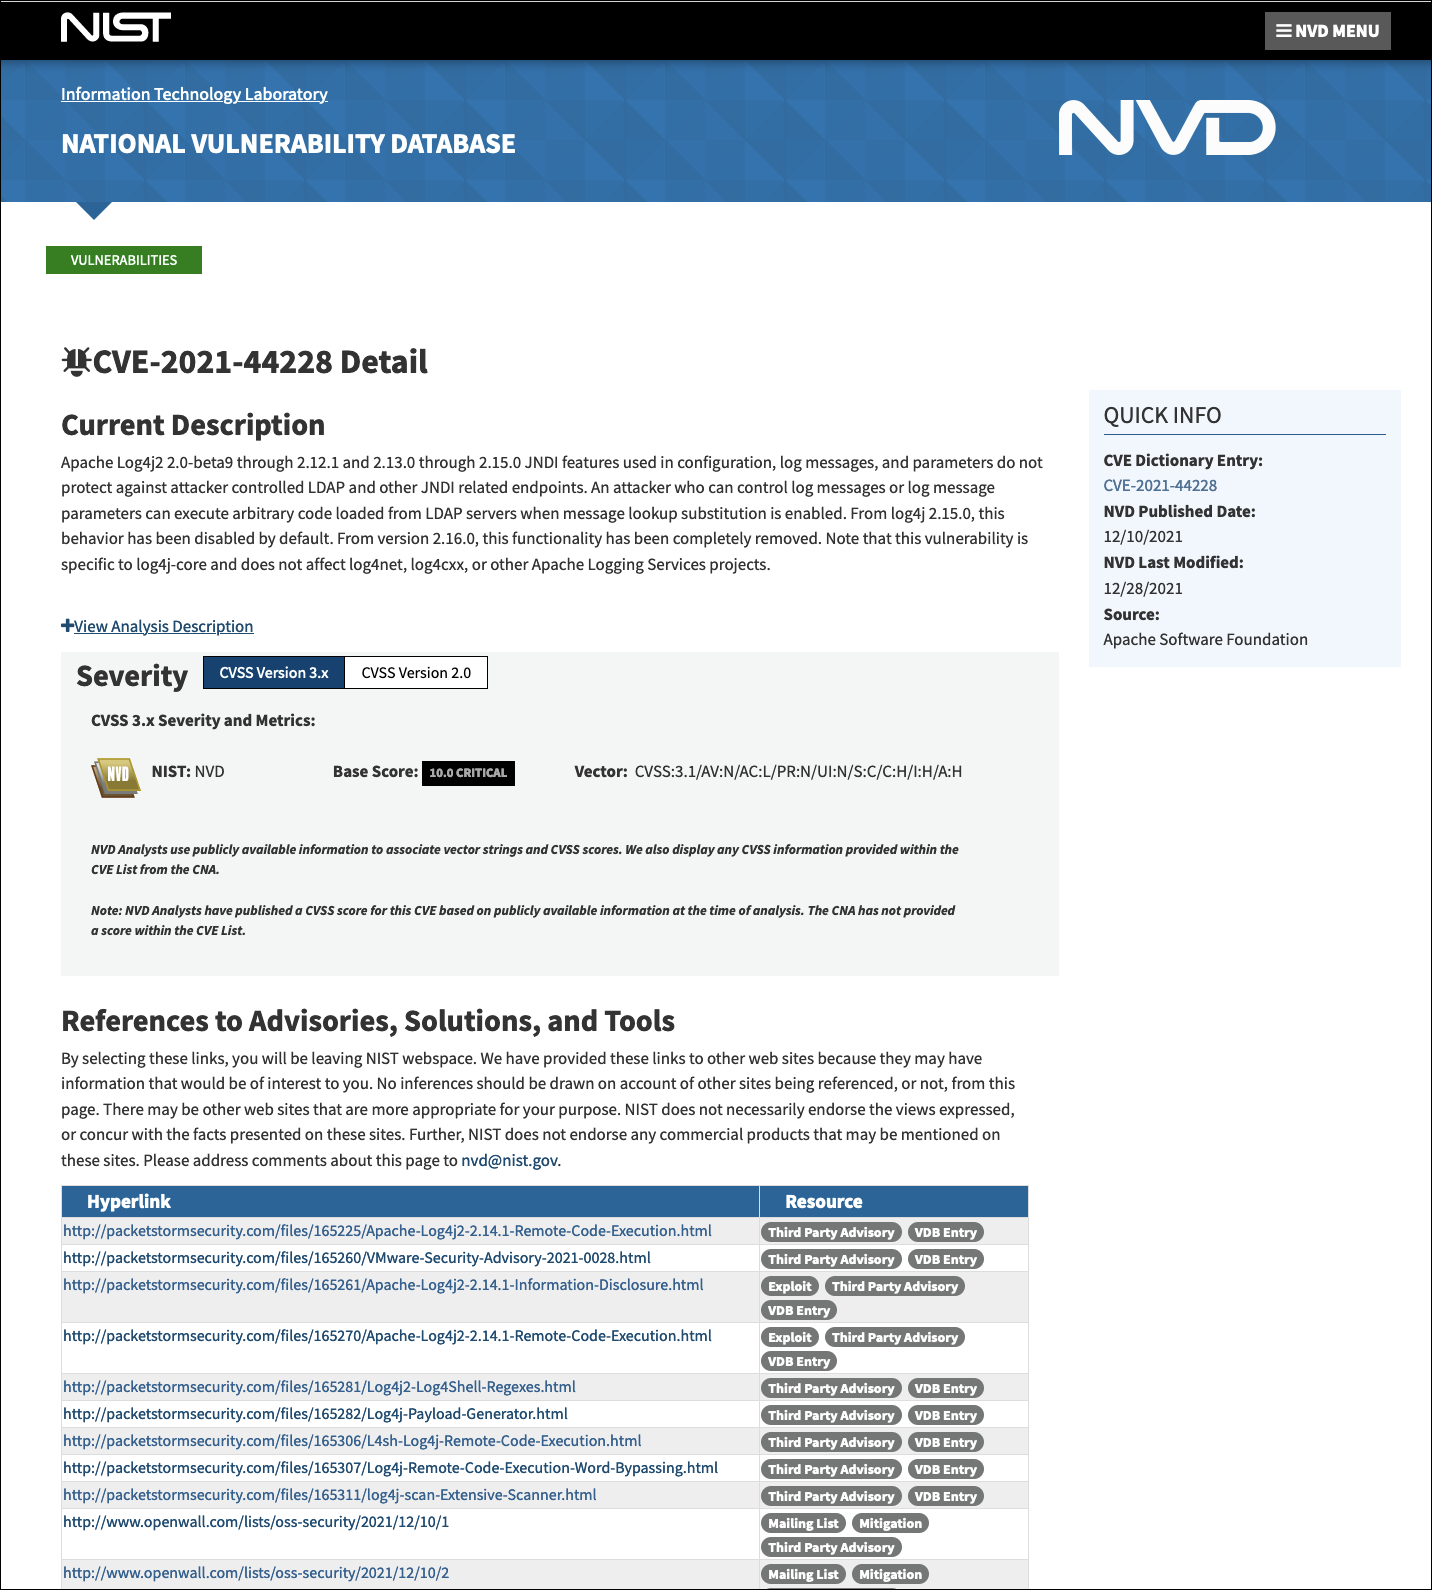 NIST
NVD MENU
Information Technology Laboratory
NATIONAL VULNERABILITY DATABASE
NVD
VULNERABILITIES
CVE-2021-44228 Detail
Current Description
Apache Log4j2 2.0-beta9 through 2.12.1 and 2.13.0 through 2.15.0 JNDI features used in configuration, log messages, and parameters do not
protect against attacker controlled LDAP and other JNDI related endpoints. An attacker who can control log messages or log message
parameters can execute arbitrary code loaded from LDAP servers when message lookup substitution is enabled. From log4j 2.15.0, this
behavior has been disabled by default. From version 2.16.0, this functionality has been completely removed. Note that this vulnerability is
specific to log4j-core and does not affect log4net, log4cxx, or other Apache Logging Services projects.
View Analysis Description
QUICK INFO
CVE Dictionary Entry:
CVE-2021-44228
NVD Published Date:
12/10/2021
NVD Last Modified:
12/28/2021
Source:
Apache Software Foundation
Severity CVSS Version 3.x CVSS Version 2.0
CVSS 3.x Severity and Metrics:
NVD NIST: NVD Base Score: 10.0 CRITICAL Vector: CVSS:3.1/AV:N/AC:L/PR:N/UI:N/S:C/C:H/I:H/A:H
NVD Analysts use publicly available information to associate vector strings and CVSS scores. We also display any CVSS information provided within the
CVE List from the CNA.
Note: NVD Analysts have published a CVSS score for this CVE based on publicly available information at the time of analysis. The CNA has not provided
a score within the CVE List.
References to Advisories, Solutions, and Tools
By selecting these links, you will be leaving NIST webspace. We have provided these links to other web sites because they may have
information that would be of interest to you. No inferences should be drawn on account of other sites being referenced, or not, from this
page. There may be other web sites that are more appropriate for your purpose. NIST does not necessarily endorse the views expressed,
or concur with the facts presented on these sites. Further, NIST does not endorse any commercial products that may be mentioned on
these sites. Please address comments about this page to nvd@nist.gov.
Hyperlink Resource
http://packetstormsecurity.com/files/165225/Apache-Log4j2-2.14.1-Remote-Code-Execution.html Third Party Advisory VDB Entry
http://packetstormsecurity.com/files/165260/VMware-Security-Advisory-2021-0028.html Third Party Advisory VDB Entry
http://packetstormsecurity.com/files/165261/Apache-Log4j2-2.14.1-Information-Disclosure.html Exploit Third Party Advisory
VDB Entry
http://packetstormsecurity.com/files/165270/Apache-Log4j2-2.14.1-Remote-Code-Execution.html Exploit Third Party Advisory
VDB Entry
http://packetstormsecurity.com/files/165281/Log4j2-Log4Shell-Regexes.html Third Party Advisory VDB Entry
http://packetstormsecurity.com/files/165282/Log4j-Payload-Generator.html Third Party Advisory VDB Entry
http://packetstormsecurity.com/files/165306/L4sh-Log4j-Remote-Code-Execution.html Third Party Advisory VDB Entry
http://packetstormsecurity.com/files/165307/Log4j-Remote-Code-Execution-Word-Bypassing.html Third Party Advisory VDB Entry
http://packetstormsecurity.com/files/165311/log4j-scan-Extensive-Scanner.html Third Party Advisory VDB Entry
http://www.openwall.com/lists/oss-security/2021/12/10/1 Mailing List Mitigation
Third Party Advisory
http://www.openwall.com/lists/oss-security/2021/12/10/2 Mailing List Mitigation